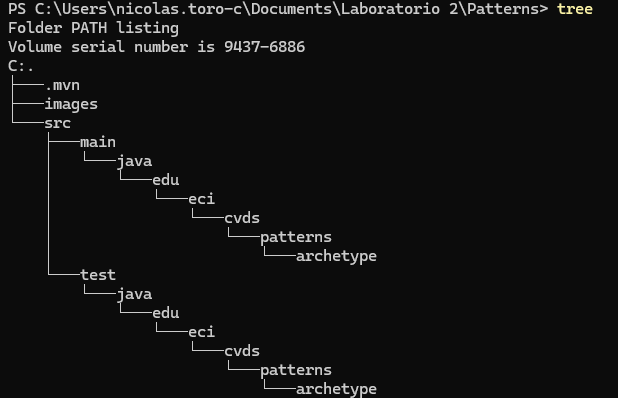 PS C:\Users\nicolas.toro-c\Documents\Laboratorio 2\Patterns> tree
Folder PATH listing
Volume serial number is 9437-6886
C:.
├───.mvn
├───images
└───src
    ├───main
    │   └───java
    │       └───edu
    │           └───eci
    │               └───cvds
    │                   └───patterns
    │                       └───archetype
    └───test
        └───java
            └───edu
                └───eci
                    └───cvds
                        └───patterns
                            └───archetype